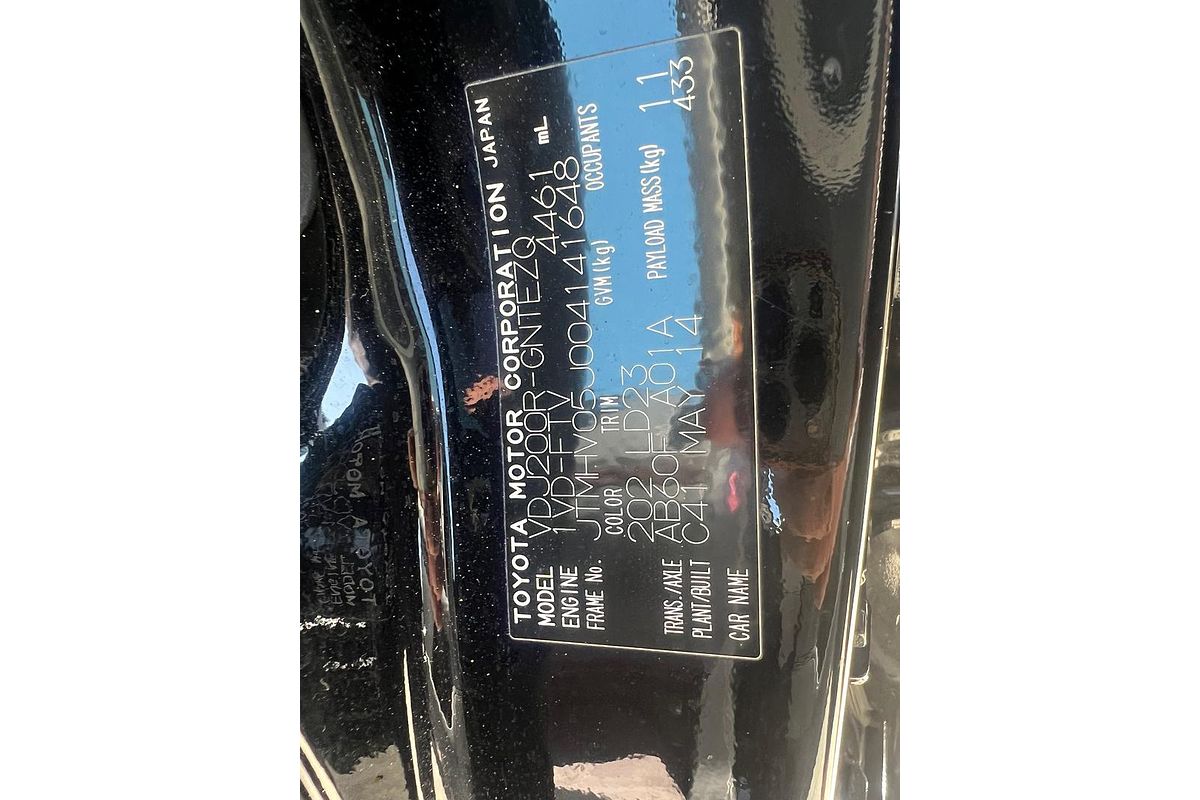 TOYOTA MOTOR CORPORATION JAPAN
MODEL VDJ200R-GNTEZQ
ENGINE 1VD-FTV 4461 mL
FRAME No. JTMHV05J004141648
COLOR TRIM GVM(kg) OCCUPANTS
202 LD23
TRANS./AXLE AB60F A01A PAYLOAD MASS(kg) 11
PLANT/BUILT C41 MAY 14 433
CAR NAME